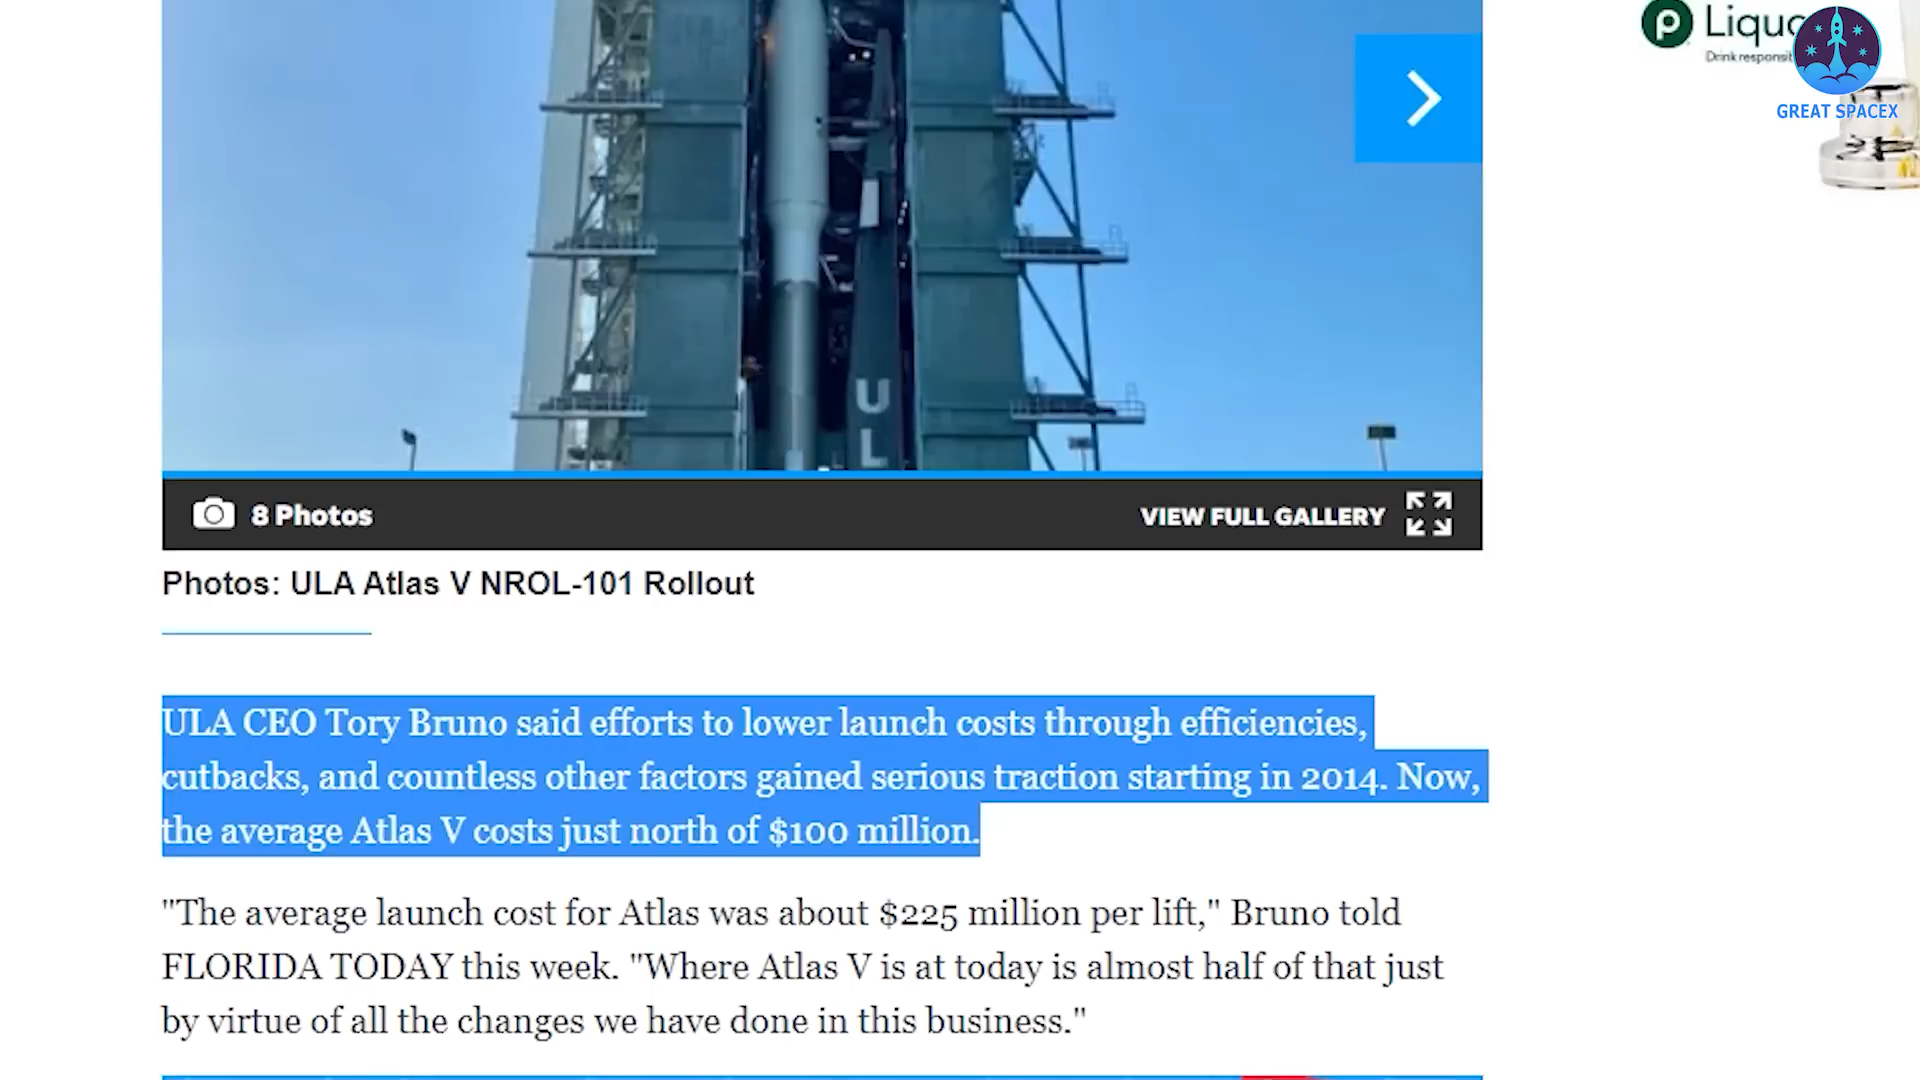 Liquo
Drink responsib
GREAT SPACEX
U
L
8 Photos
VIEW FULL GALLERY
Photos: ULA Atlas V NROL-101 Rollout
ULA CEO Tory Bruno said efforts to lower launch costs through efficiencies,
cutbacks, and countless other factors gained serious traction starting in 2014. Now,
the average Atlas V costs just north of $100 million.
"The average launch cost for Atlas was about $225 million per lift," Bruno told
FLORIDA TODAY this week. "Where Atlas V is at today is almost half of that just
by virtue of all the changes we have done in this business."